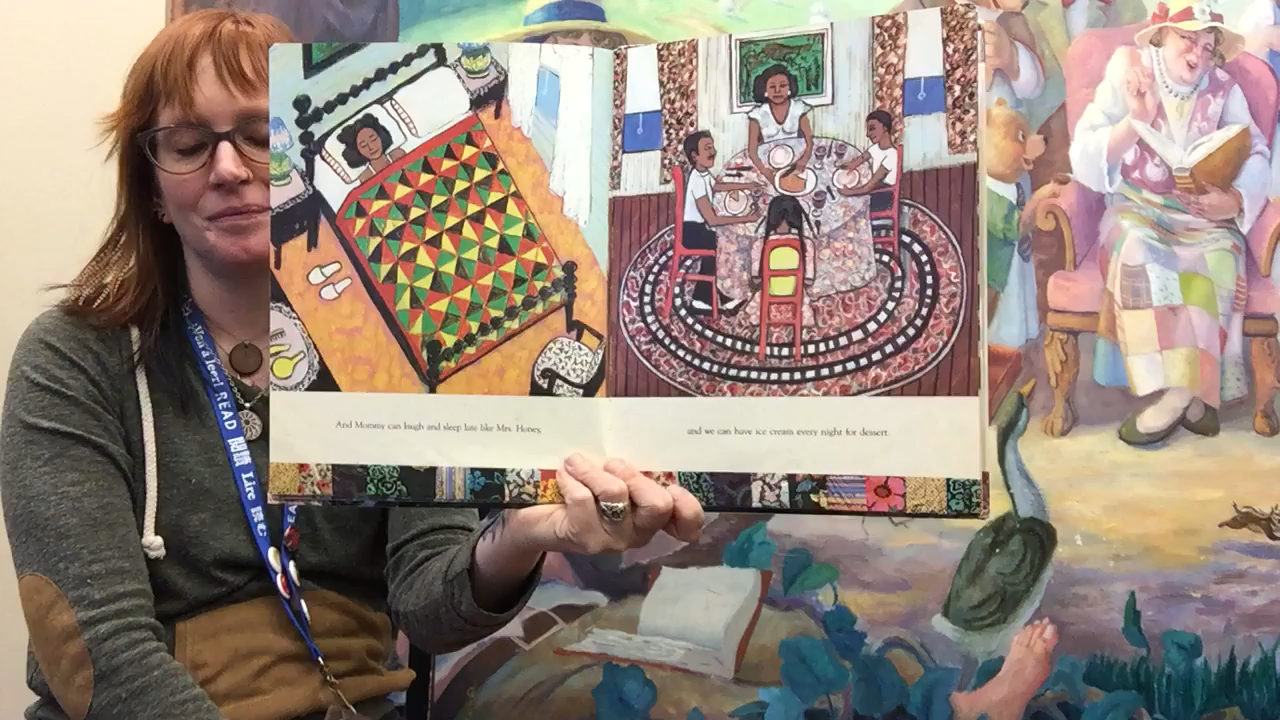 And Mommy can laugh and sleep late like Mrs. Honey,
and we can have ice cream every night for dessert.
READ
Lire